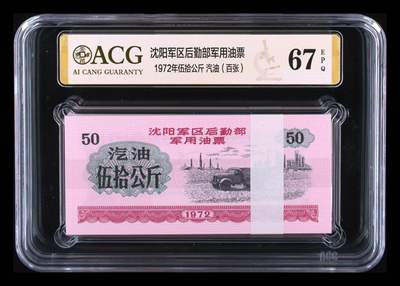 ACG
AI CANG GUARANTY
沈阳军区后勤部军用油票
1972年伍拾公斤 汽油（百张）
67
EPQ
50
沈阳军区后勤部
军用油票
50
汽油
伍拾公斤
1972